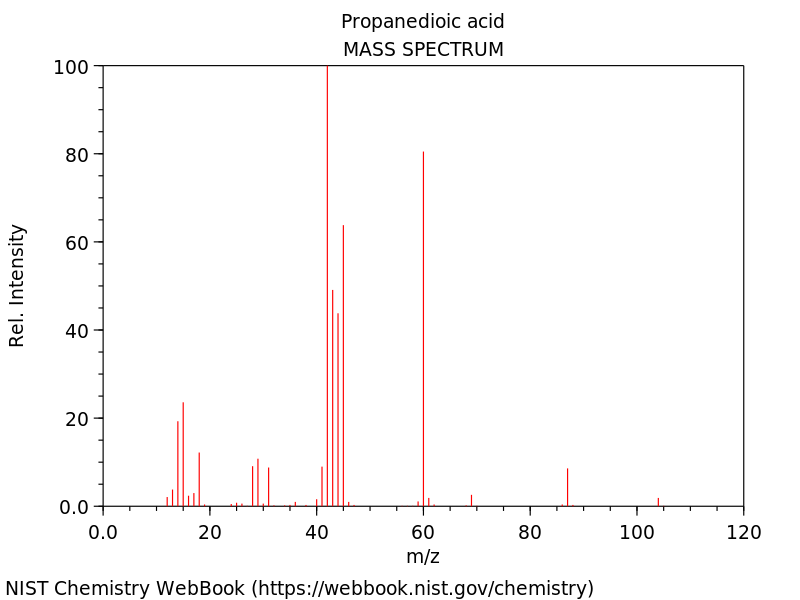 Propanedioic acid
MASS SPECTRUM
Rel. Intensity
100
80
60
40
20
0.0
0.0 20 40 60 80 100 120
m/z
NIST Chemistry WebBook (https://webbook.nist.gov/chemistry)